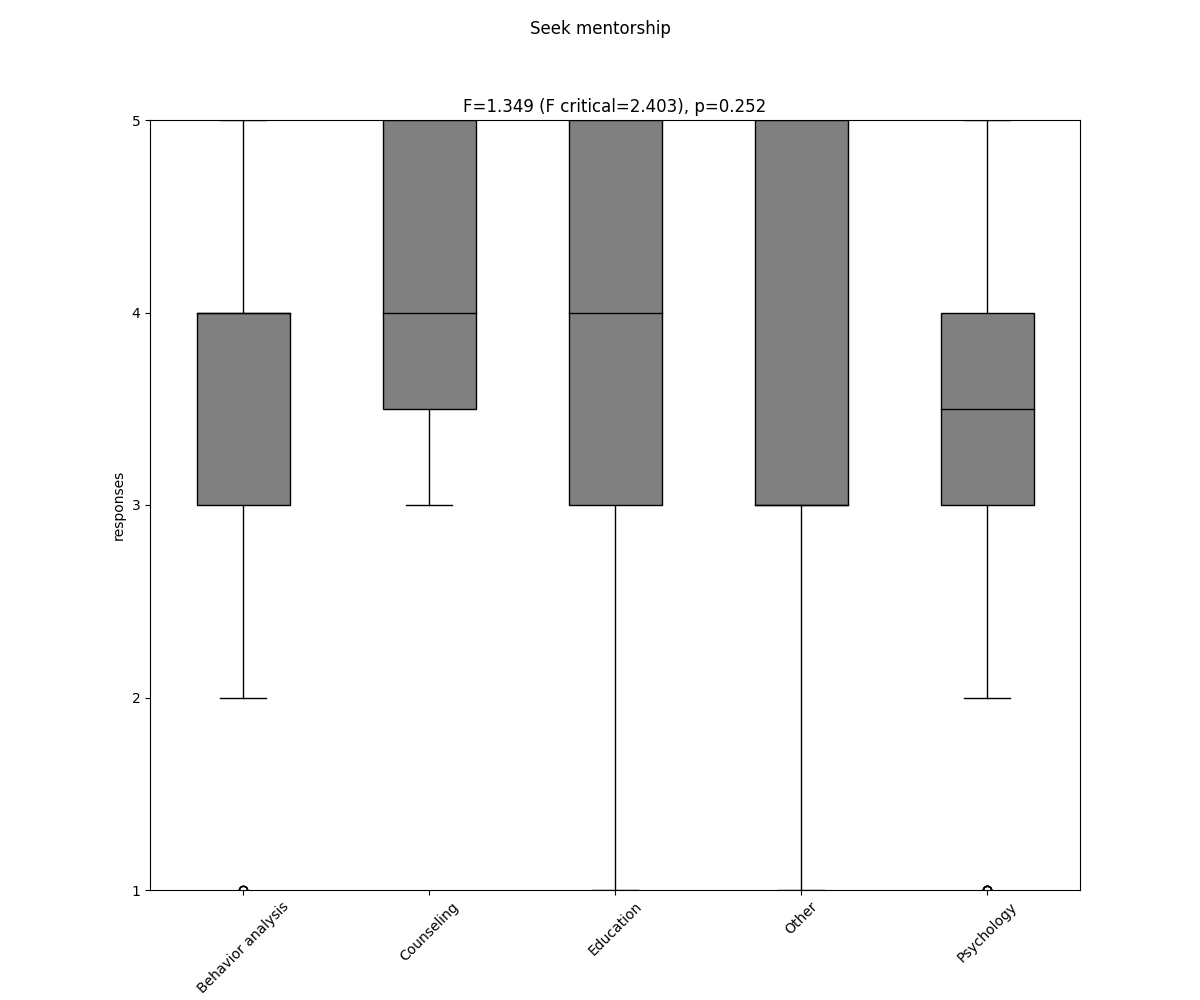 Seek mentorship
F=1.349 (F critical=2.403), p=0.252
responses
5
4
3
2
1
Behavior analysis
Counseling
Education
Other
Psychology